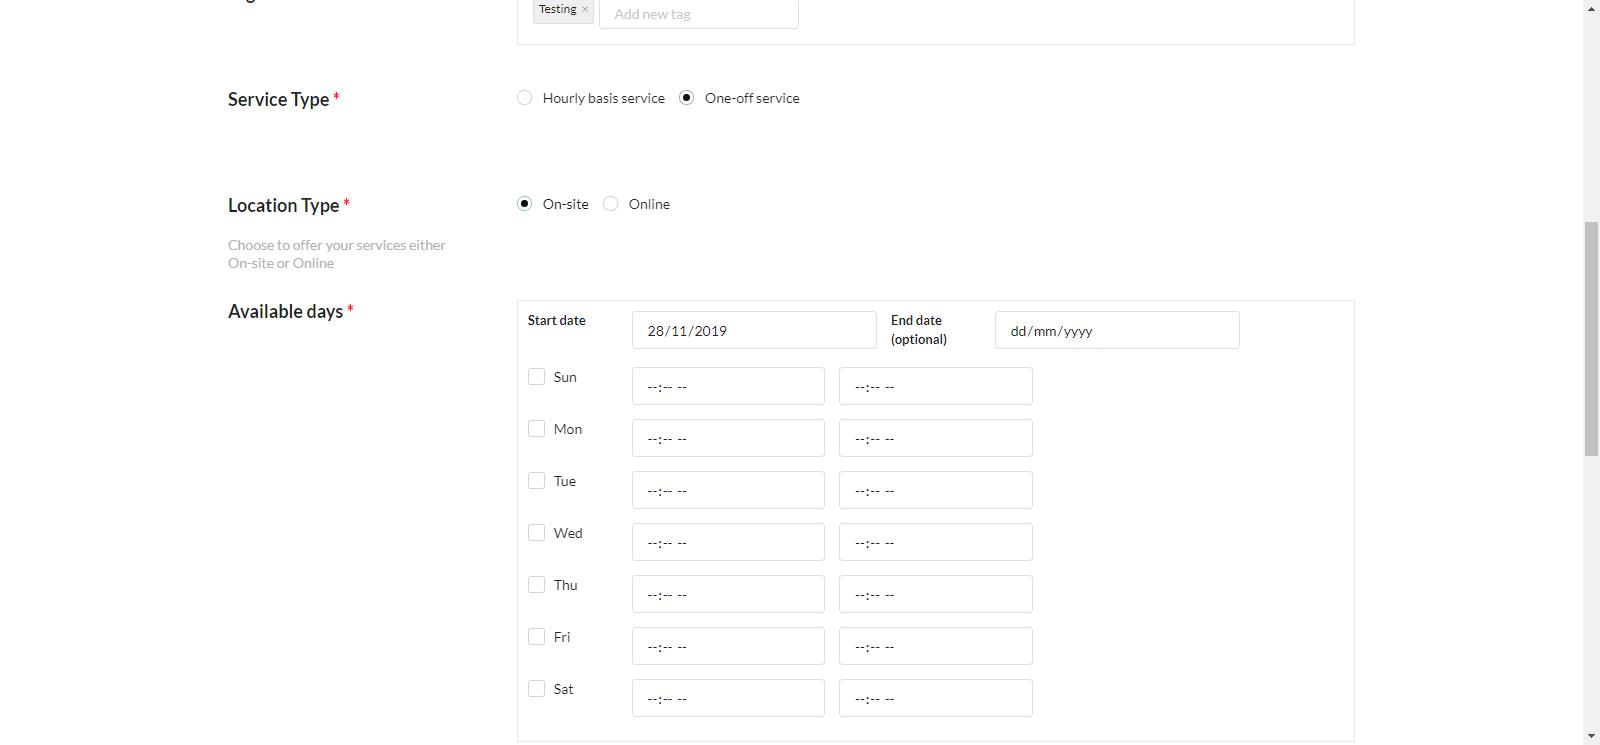 Testing ×
Add new tag
Service Type *
Hourly basis service
One-off service
Location Type *
On-site
Online
Choose to offer your services either
On-site or Online
Available days *
Start date
28/11/2019
End date
(optional)
dd/mm/yyyy
Sun
--:-- --
--:-- --
Mon
--:-- --
--:-- --
Tue
--:-- --
--:-- --
Wed
--:-- --
--:-- --
Thu
--:-- --
--:-- --
Fri
--:-- --
--:-- --
Sat
--:-- --
--:-- --